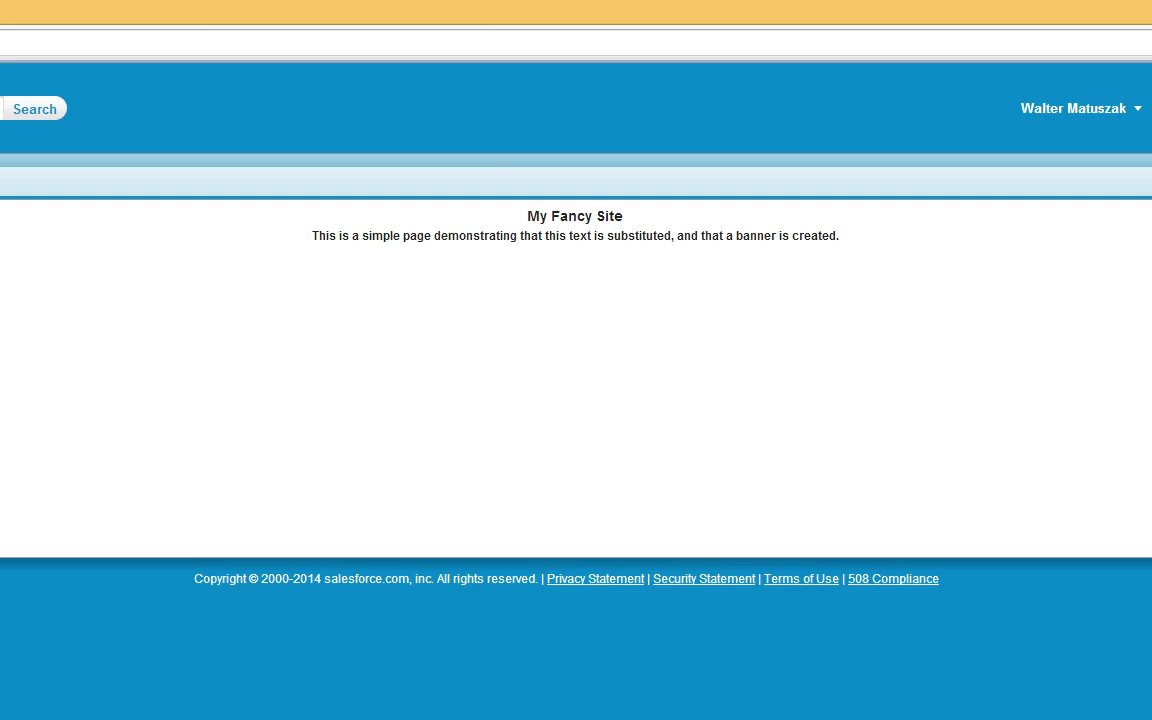 Search
Walter Matuszak
My Fancy Site
This is a simple page demonstrating that this text is substituted, and that a banner is created.
Copyright © 2000-2014 salesforce.com, inc. All rights reserved. | Privacy Statement | Security Statement | Terms of Use | 508 Compliance